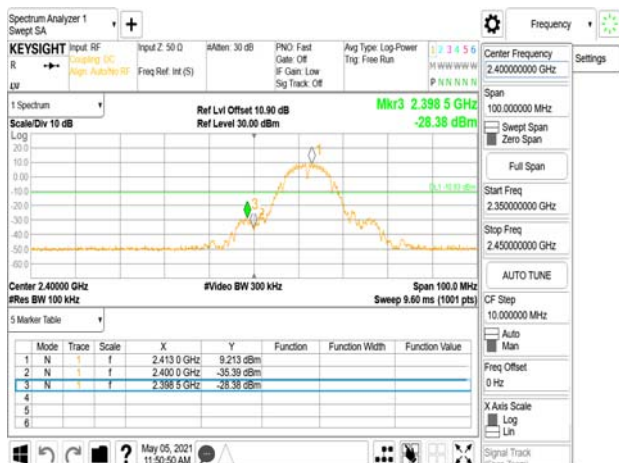 Spectrum Analyzer 1
Swept SA
+
Frequency
KEYSIGHT Input: RF Input Z: 50 Ω #Atten: 30 dB PNO: Fast Avg Type: Log-Power 1 2 3 4 5 6
R Coupling: DC Gate: Off Trig: Free Run M W W W W W
Align: Auto/No RF Freq Ref: Int (S) IF Gain: Low
Sig Track: Off P N N N N N
LV
Center Frequency
2.400000000 GHz
Settings
Span
100.000000 MHz
Swept Span
Zero Span
Full Span
Start Freq
2.350000000 GHz
Stop Freq
2.450000000 GHz
AUTO TUNE
CF Step
10.000000 MHz
Auto
Man
Freq Offset
0 Hz
X Axis Scale
Log
Lin
Signal Track
1 Spectrum Ref Lvl Offset 10.90 dB Mkr3 2.398 5 GHz
Scale/Div 10 dB Ref Level 30.00 dBm -28.38 dBm
Log
20.0
10.0
0.00
-10.0
-20.0
-30.0
-40.0
-50.0
-60.0
1
3
2
Center 2.40000 GHz #Video BW 300 kHz Span 100.0 MHz
#Res BW 100 kHz Sweep 9.60 ms (1001 pts)
5 Marker Table
Mode Trace Scale X Y Function Function Width Function Value
1 N 1 f 2.413 0 GHz 9.213 dBm
2 N 1 f 2.400 0 GHz -35.39 dBm
3 N 1 f 2.398 5 GHz -28.38 dBm
4
5
6
?
May 05, 2021
11:50:50 AM